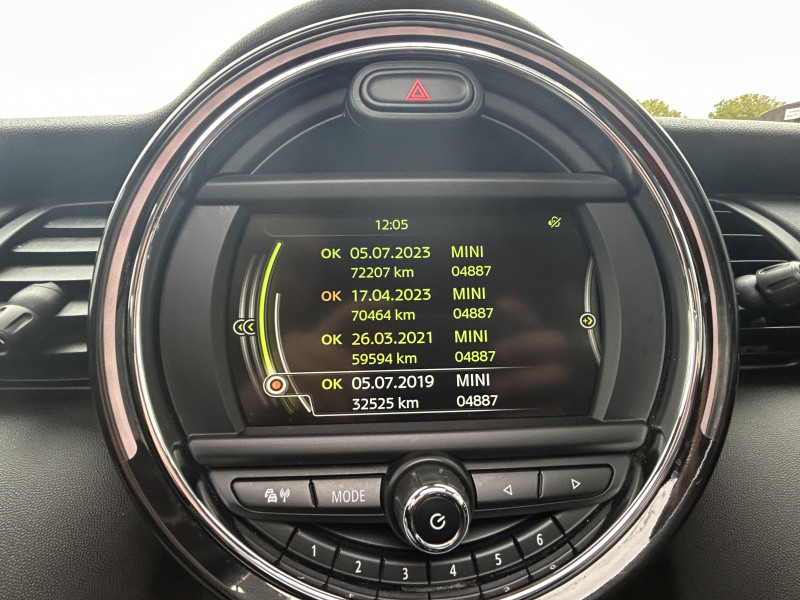 12:05
OK 05.07.2023 MINI
72207 km 04887
OK 17.04.2023 MINI
70464 km 04887
OK 26.03.2021 MINI
59594 km 04887
OK 05.07.2019 MINI
32525 km 04887
MODE
1 2 3 4 5 6